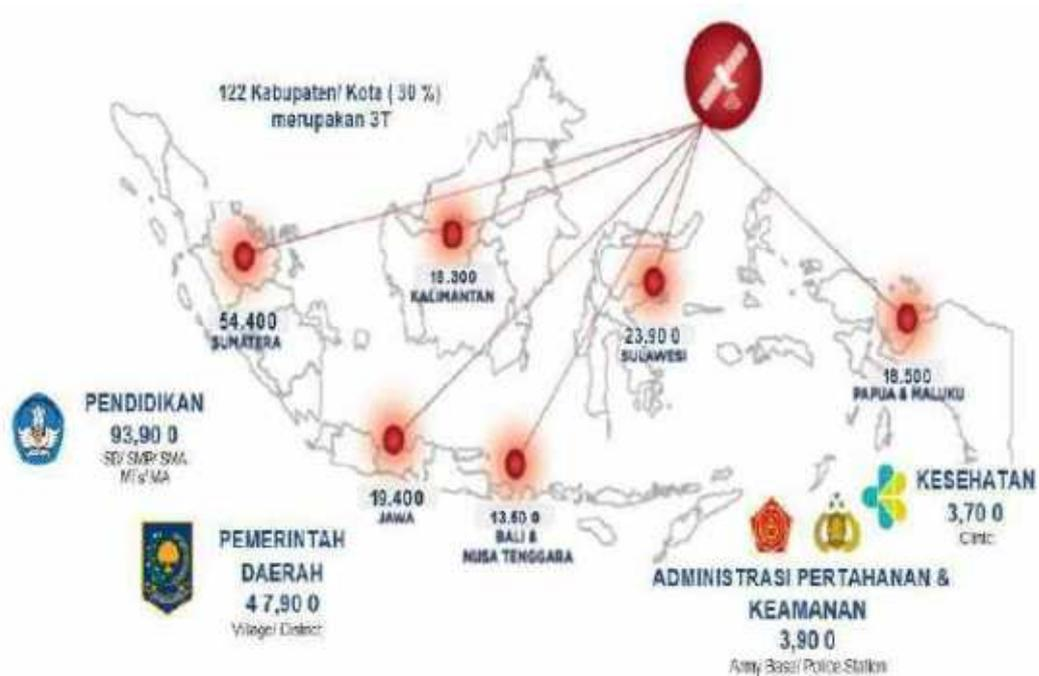 122 Kabupaten/ Kota ( 30 %)
merupakan 3T
54.400
SUMATERA
18.300
KALIMANTAN
23,90 0
SULAWESI
18.500
PAPUA & MALUKU
19.400
JAWA
13.60 0
BALI &
NUSA TENGGARA
PENDIDIKAN
93,90 0
SD/ SMP/ SMA
MTs/ MA
PEMERINTAH
DAERAH
4 7,90 0
Village/ District
KESEHATAN
3,70 0
Clinic
ADMINISTRASI PERTAHANAN &
KEAMANAN
3,90 0
Army Base/ Police Station